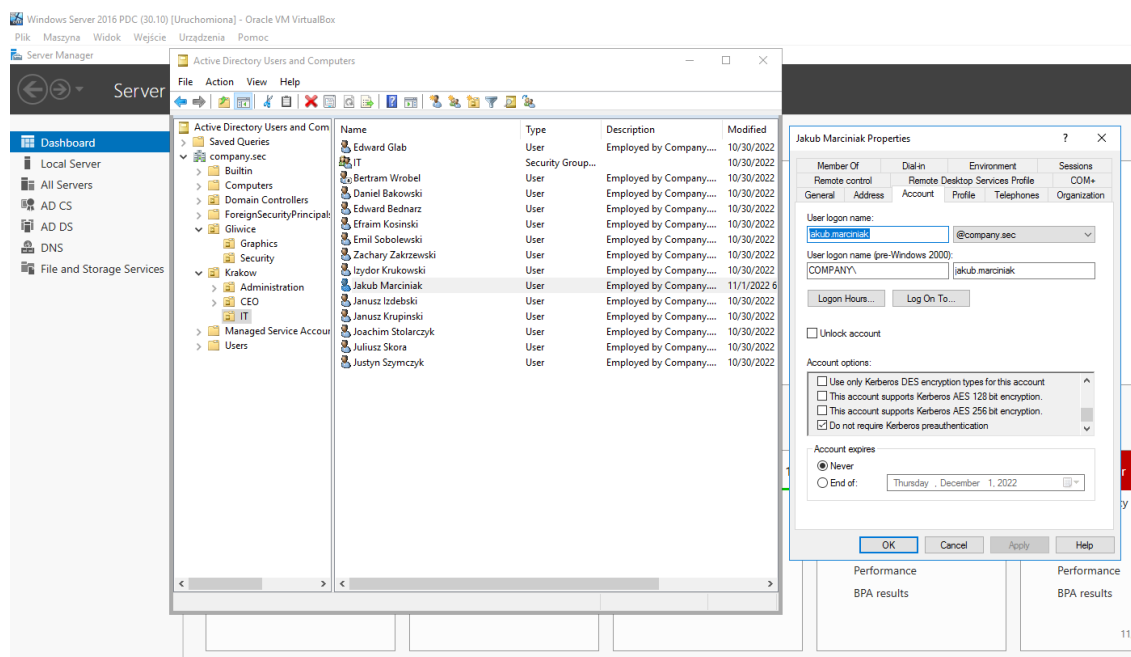 Windows Server 2016 PDC (30.10) [Uruchomiona] - Oracle VM VirtualBox
Plik Maszyna Widok Wejście Urządzenia Pomoc
Server Manager
Server
Dashboard
Local Server
All Servers
AD CS
AD DS
DNS
File and Storage Services
Active Directory Users and Computers
File Action View Help
Active Directory Users and Com
Saved Queries
company.sec
Builtin
Computers
Domain Controllers
ForeignSecurityPrincipals
Gliwice
Graphics
Security
Krakow
Administration
CEO
IT
Managed Service Accour
Users
Name Type Description Modified
Edward Glab User Employed by Company.... 10/30/2022
IT Security Group... 10/30/2022
Bertram Wrobel User Employed by Company.... 10/30/2022
Daniel Bakowski User Employed by Company.... 10/30/2022
Edward Bednarz User Employed by Company.... 10/30/2022
Efraim Kosinski User Employed by Company.... 10/30/2022
Emil Sobolewski User Employed by Company.... 10/30/2022
Zachary Zakrzewski User Employed by Company.... 10/30/2022
Izydor Krukowski User Employed by Company.... 10/30/2022
Jakub Marciniak User Employed by Company.... 11/1/2022 6
Janusz Izdebski User Employed by Company.... 10/30/2022
Janusz Krupinski User Employed by Company.... 10/30/2022
Joachim Stolarczyk User Employed by Company.... 10/30/2022
Juliusz Skora User Employed by Company.... 10/30/2022
Justyn Szymczyk User Employed by Company.... 10/30/2022
Jakub Marciniak Properties ? X
Member Of Dial-in Environment Sessions
Remote control Remote Desktop Services Profile COM+
General Address Account Profile Telephones Organization
User logon name:
jakub.marciniak @company.sec
User logon name (pre-Windows 2000):
COMPANY\ jakub.marciniak
Logon Hours... Log On To...
Unlock account
Account options:
Use only Kerberos DES encryption types for this account
This account supports Kerberos AES 128 bit encryption.
This account supports Kerberos AES 256 bit encryption.
Do not require Kerberos preauthentication
Account expires
Never
End of: Thursday , December 1, 2022
OK Cancel Apply Help
Performance Performance
BPA results BPA results
11